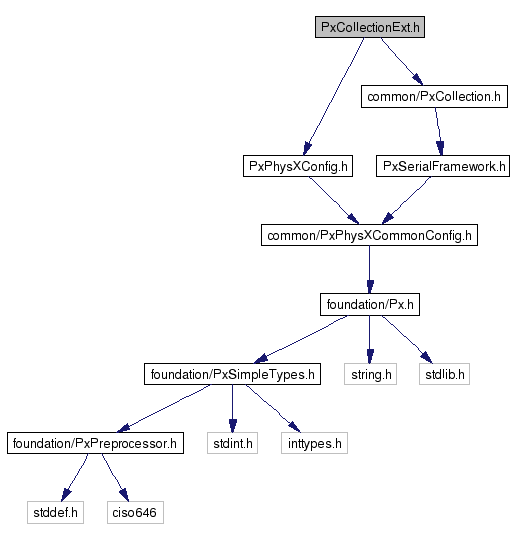 PxCollectionExt.h
common/PxCollection.h
PxPhysXConfig.h
PxSerialFramework.h
common/PxPhysXCommonConfig.h
foundation/Px.h
foundation/PxSimpleTypes.h
string.h
stdlib.h
foundation/PxPreprocessor.h
stdint.h
inttypes.h
stddef.h
ciso646